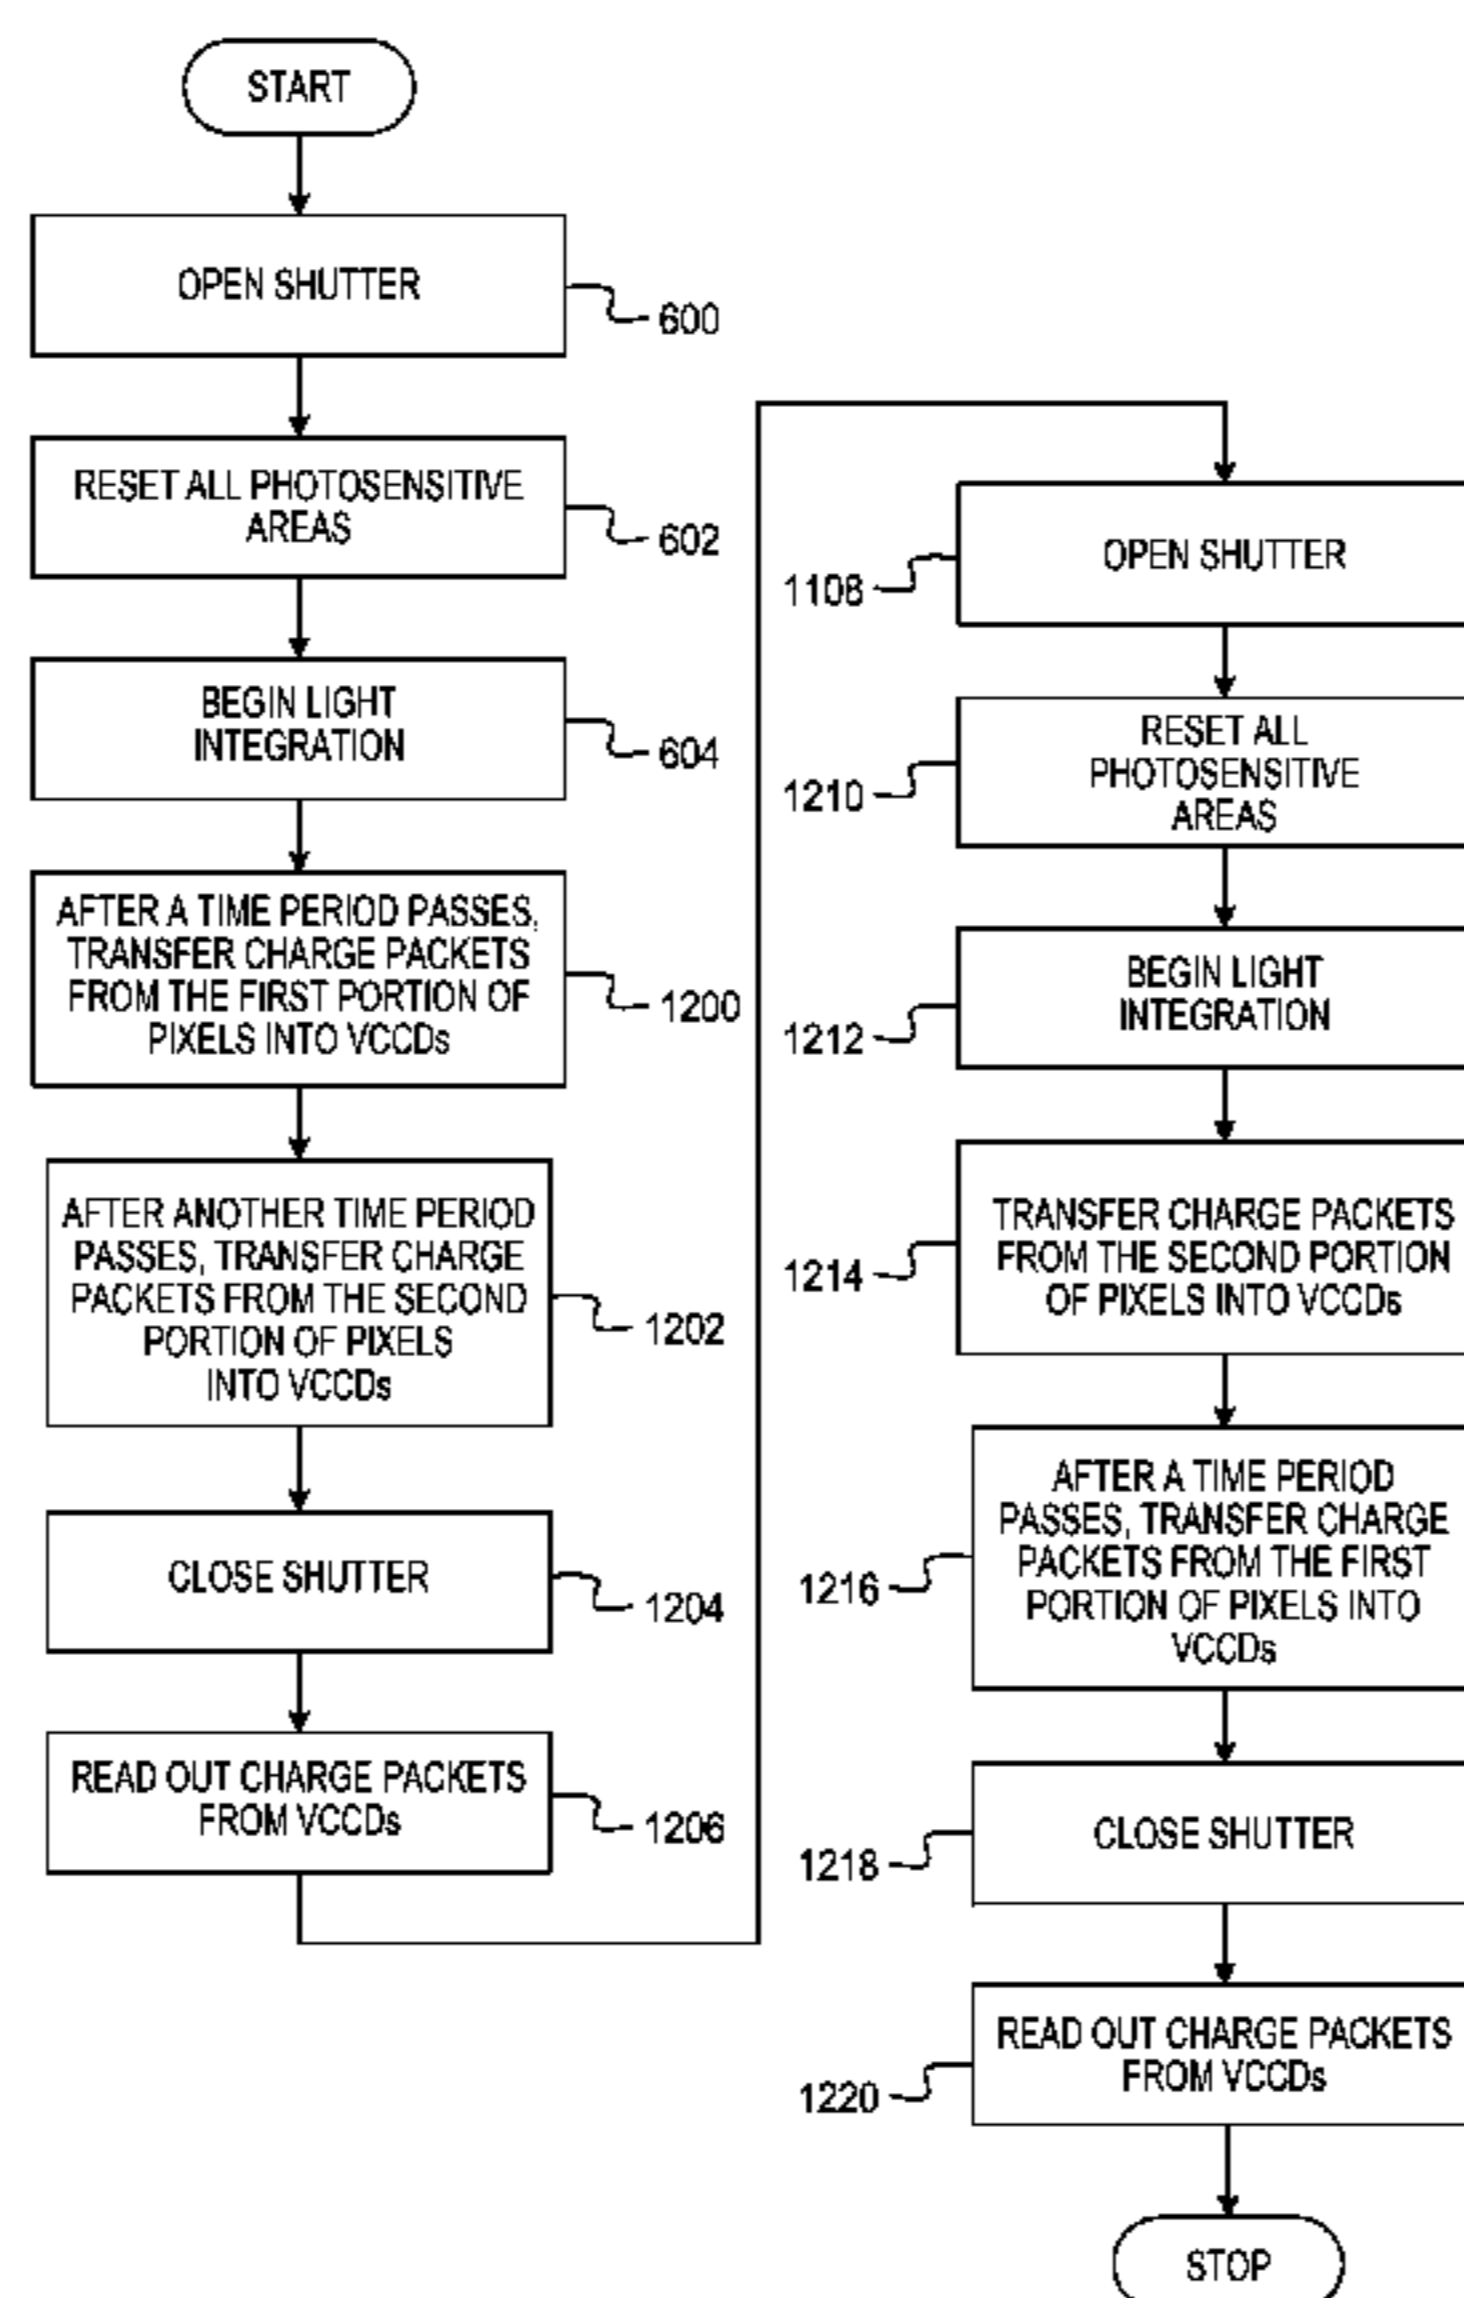 START
OPEN SHUTTER
600
RESET ALL PHOTOSENSITIVE
AREAS
602
BEGIN LIGHT
INTEGRATION
604
AFTER A TIME PERIOD PASSES,
TRANSFER CHARGE PACKETS
FROM THE FIRST PORTION OF
PIXELS INTO VCCDs
1200
AFTER ANOTHER TIME PERIOD
PASSES, TRANSFER CHARGE
PACKETS FROM THE SECOND
PORTION OF PIXELS
INTO VCCDs
1202
CLOSE SHUTTER
1204
READ OUT CHARGE PACKETS
FROM VCCDs
1206
OPEN SHUTTER
1108
RESET ALL
PHOTOSENSITIVE
AREAS
1210
BEGIN LIGHT
INTEGRATION
1212
TRANSFER CHARGE PACKETS
FROM THE SECOND PORTION
OF PIXELS INTO VCCDs
1214
AFTER A TIME PERIOD
PASSES, TRANSFER CHARGE
PACKETS FROM THE FIRST
PORTION OF PIXELS INTO
VCCDs
1216
CLOSE SHUTTER
1218
READ OUT CHARGE PACKETS
FROM VCCDs
1220
STOP